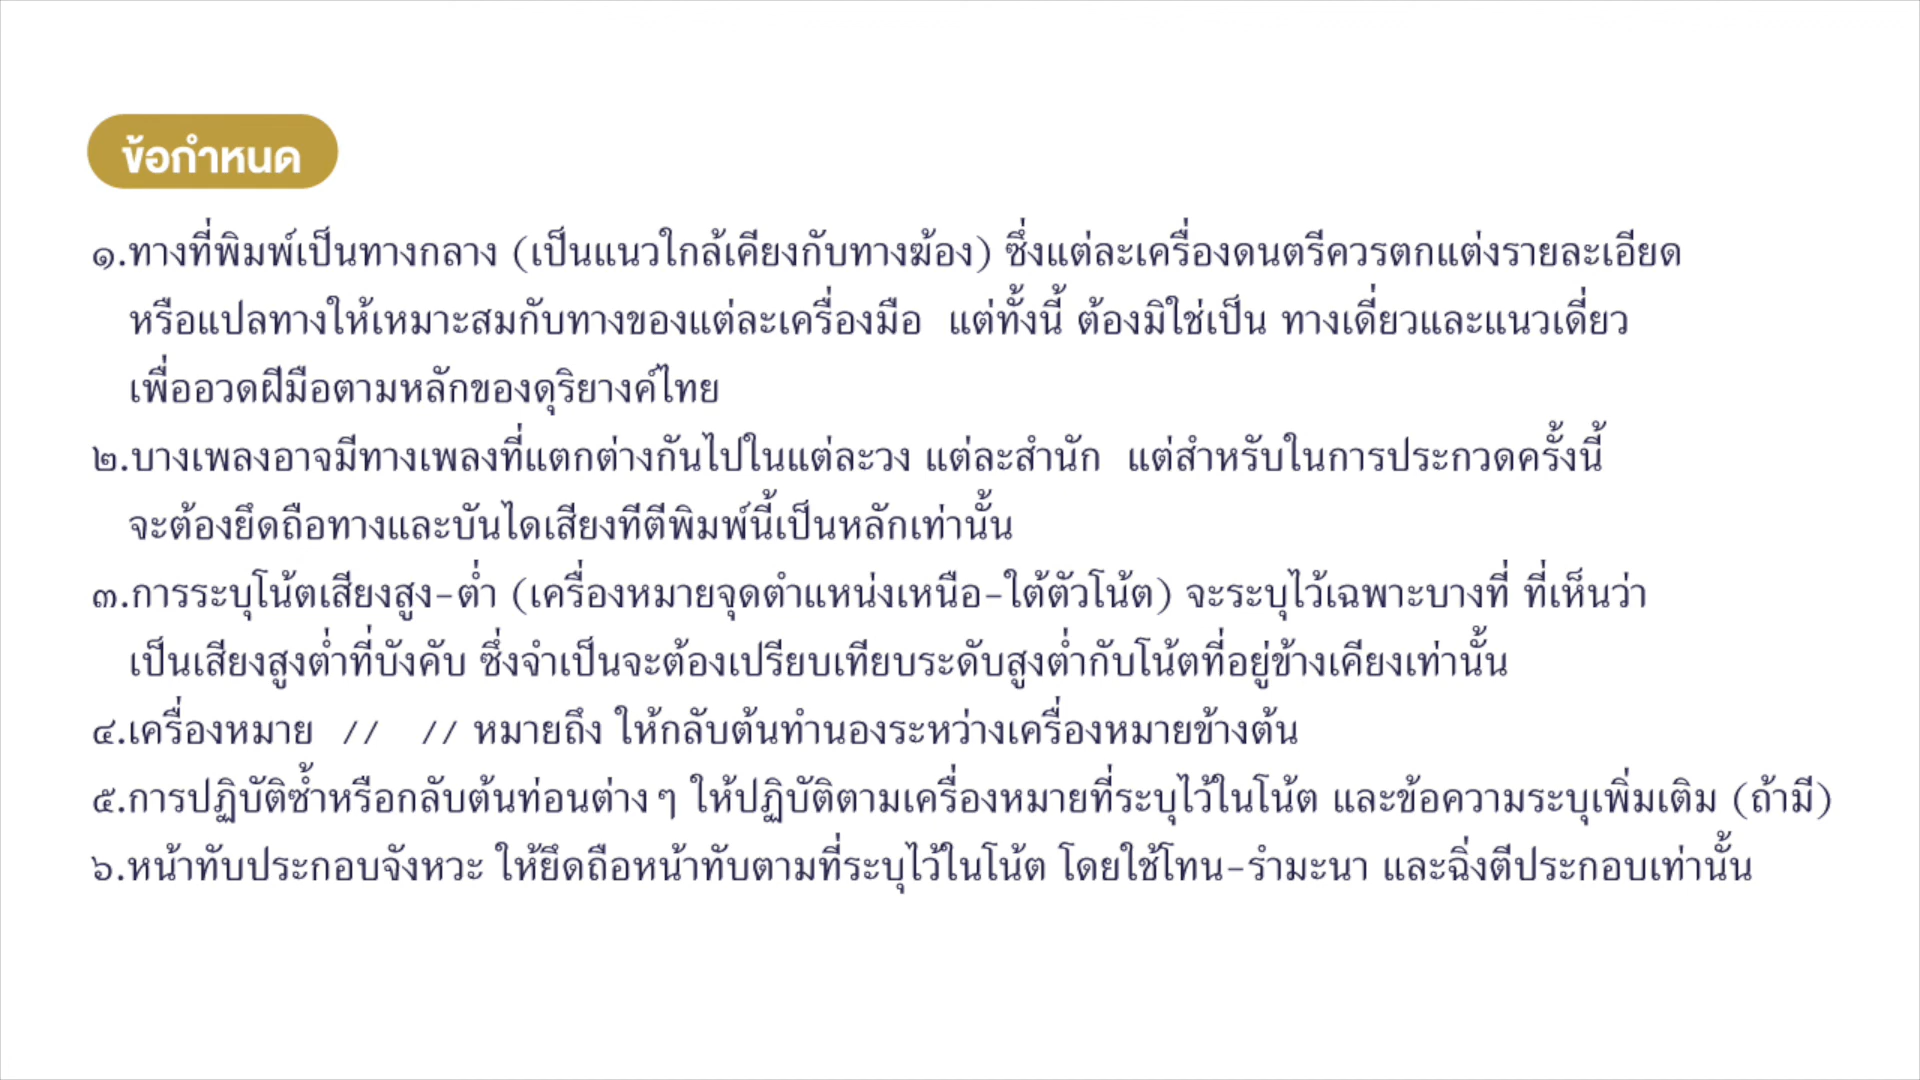 ข้อกำหนด
๑.ทางที่พิมพ์เป็นทางกลาง (เป็นแนวใกล้เคียงกับทางฆ้อง) ซึ่งแต่ละเครื่องดนตรีควรตกแต่งรายละเอียด
หรือแปลทางให้เหมาะสมกับทางของแต่ละเครื่องมือ แต่ทั้งนี้ ต้องมิใช่เป็น ทางเดี่ยวและแนวเดี่ยว
เพื่ออวดฝีมือตามหลักของดุริยางค์ไทย
๒.บางเพลงอาจมีทางเพลงที่แตกต่างกันไปในแต่ละวง แต่ละสำนัก แต่สำหรับในการประกวดครั้งนี้
จะต้องยึดถือทางและบันไดเสียงทีตีพิมพ์นี้เป็นหลักเท่านั้น
๓.การระบุโน้ตเสียงสูง-ต่ำ (เครื่องหมายจุดตำแหน่งเหนือ-ใต้ตัวโน้ต) จะระบุไว้เฉพาะบางที่ ที่เห็นว่า
เป็นเสียงสูงต่ำที่บังคับ ซึ่งจำเป็นจะต้องเปรียบเทียบระดับสูงต่ำกับโน้ตที่อยู่ข้างเคียงเท่านั้น
๔.เครื่องหมาย // // หมายถึง ให้กลับต้นทำนองระหว่างเครื่องหมายข้างต้น
๕.การปฏิบัติซ้ำหรือกลับต้นท่อนต่างๆ ให้ปฏิบัติตามเครื่องหมายที่ระบุไว้ในโน้ต และข้อความระบุเพิ่มเติม (ถ้ามี)
๖.หน้าทับประกอบจังหวะ ให้ยึดถือหน้าทับตามที่ระบุไว้ในโน้ต โดยใช้โทน-รำมะนา และฉิ่งตีประกอบเท่านั้น